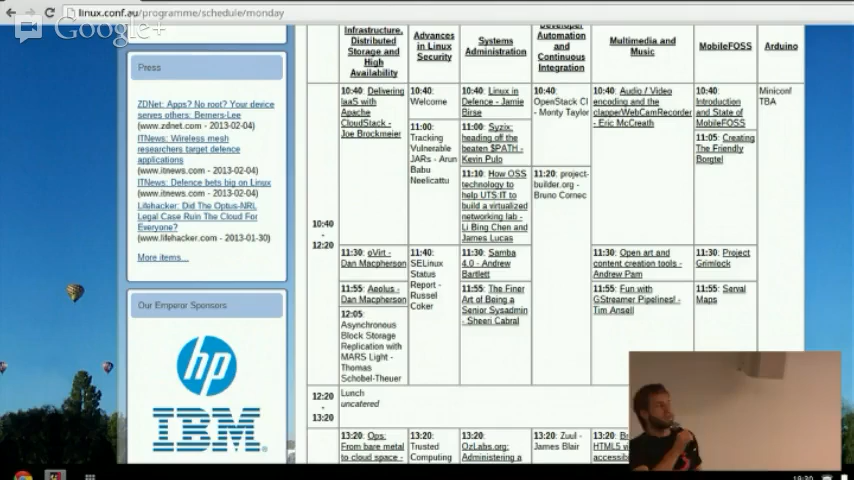 linux.conf.au/programme/schedule/monday
Google+
Press
ZDNet: Apps? No root? Your device
servers others: Berners-Lee
(www.zdnet.com - 2013-02-04)
ITNews: Wireless mesh
researchers target defence
applications
(www.itnews.com - 2013-02-04)
ITNews: Defence bets big on Linux
(www.itnews.com - 2013-02-04)
Lifehacker: Did The Optus-NRL
Legal Case Ruin The Cloud For
Everyone?
(www.lifehacker.com - 2013-01-30)
More items...
Our Emperor Sponsors
hp
IBM
Infrastructure,
Distributed
Storage and
High
Availability
Advances
in Linux
Security
Systems
Administration
Developer
Automation
and
Continuous
Integration
Multimedia and
Music
MobileFOSS
Arduino
10:40
-
12:20
10:40: Delivering
IaaS with
Apache
CloudStack -
Joe Brockmeier
11:30: oVirt -
Dan Macpherson
11:55: Aeolus -
Dan Macpherson
12:05:
Asynchronous
Block Storage
Replication with
MARS Light -
Thomas
Schobel-Theuer
10:40:
Welcome
11:00:
Tracking
Vulnerable
JARs - Arun
Babu
Neelicattu
11:40:
SELinux
Status
Report -
Russel
Coker
10:40: Linux in
Defence - Jamie
Birse
11:00: Syzix:
heading off the
beaten $PATH -
Kevin Pulo
11:10: How OSS
technology to
help UTS:IT to
build a virtualized
networking lab -
Li Bing Chen and
James Lucas
11:30: Samba
4.0 - Andrew
Bartlett
11:55: The Finer
Art of Being a
Senior Sysadmin
- Sheeri Cabral
10:40:
OpenStack CI
- Monty Taylor
11:20: project-
builder.org -
Bruno Cornec
10:40: Audio / Video
encoding and the
clapperWebCamRecorder
- Eric McCreath
11:30: Open art and
content creation tools -
Andrew Pam
11:55: Fun with
GStreamer Pipelines! -
Tim Ansell
10:40:
Introduction
and State of
MobileFOSS
11:05: Creating
The Friendly
Borgtel
11:30: Project
Grimlock
11:55: Serval
Maps
Miniconf
TBA
12:20
-
13:20
Lunch
uncatered
13:20: Ops:
From bare metal
to cloud space -
13:20:
Trusted
Computing
13:20:
OzLabs.org:
Administering a
13:20: Zuul -
James Blair
13:20:
HTML5
18:30